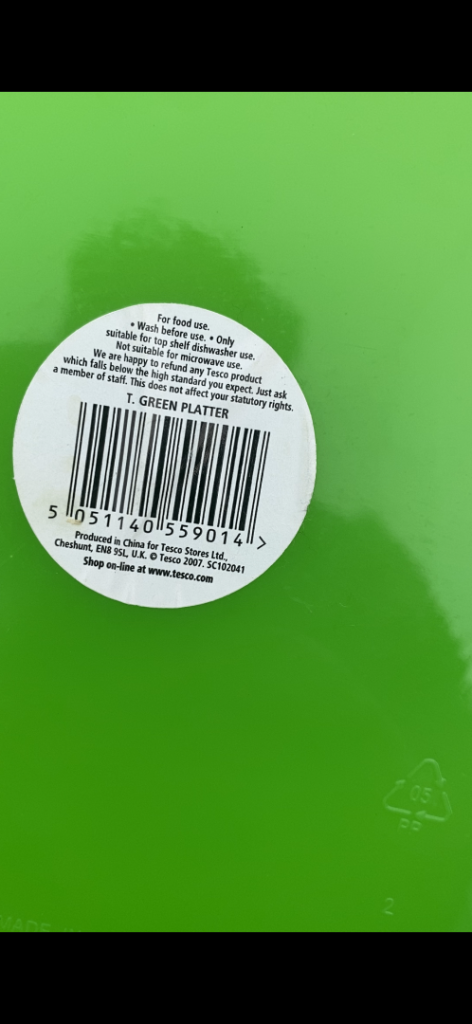 For food use.
• Wash before use. • Only
suitable for top shelf dishwasher use.
Not suitable for microwave use.
We are happy to refund any Tesco product
which falls below the high standard you expect. Just ask
a member of staff. This does not affect your statutory rights.
T. GREEN PLATTER
5 051140 559014 >
Produced in China for Tesco Stores Ltd.,
Cheshunt, EN8 9SL, U.K. © Tesco 2007. SC102041
Shop on-line at www.tesco.com
05
PP
2
MADE IN